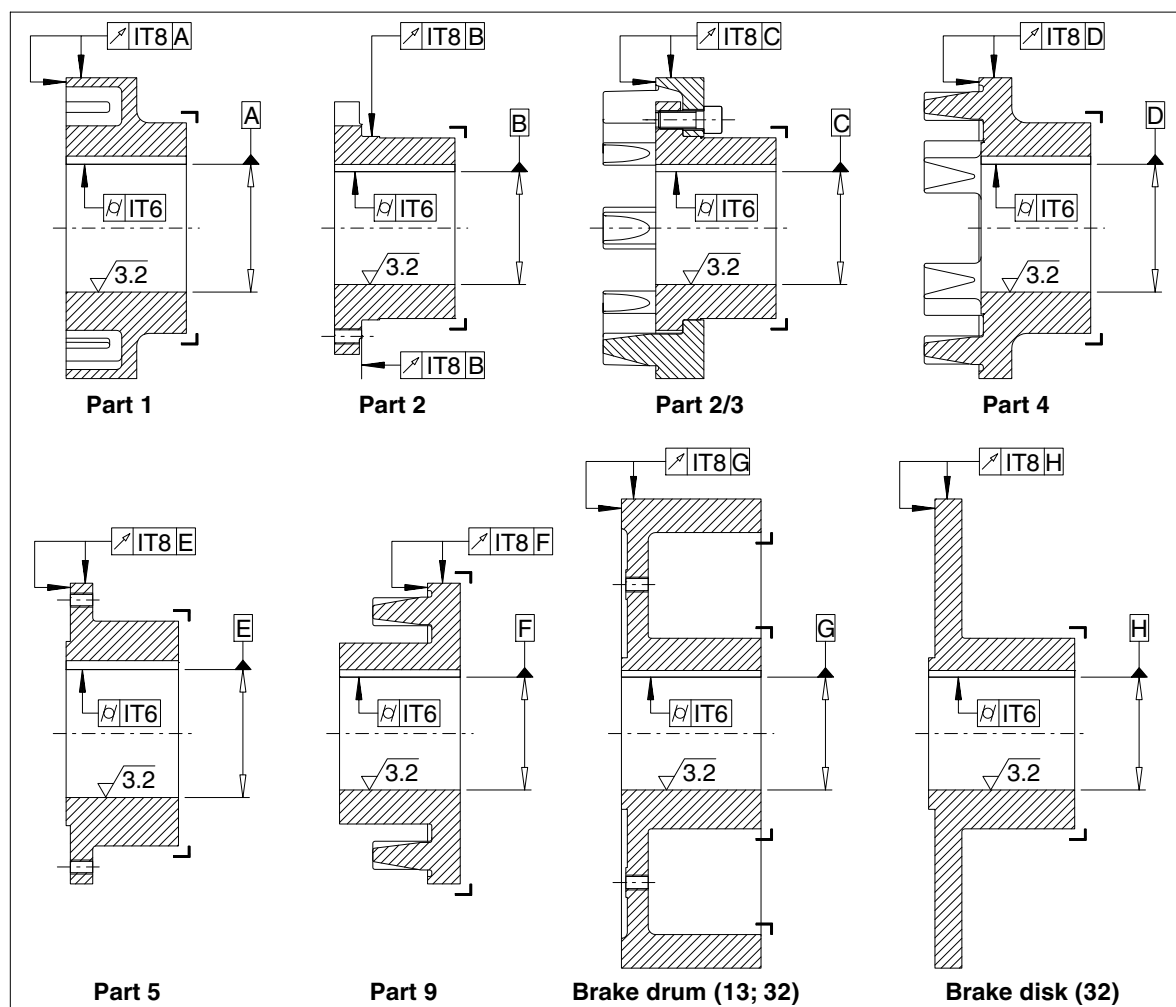 IT8 A
A
IT6
3.2
Part 1
IT8 B
B
IT6
3.2
IT8 B
Part 2
IT8 C
C
IT6
3.2
Part 2/3
IT8 D
D
IT6
3.2
Part 4
IT8 E
E
IT6
3.2
Part 5
IT8 F
F
IT6
3.2
Part 9
IT8 G
G
IT6
3.2
Brake drum (13; 32)
IT8 H
H
IT6
3.2
Brake disk (32)